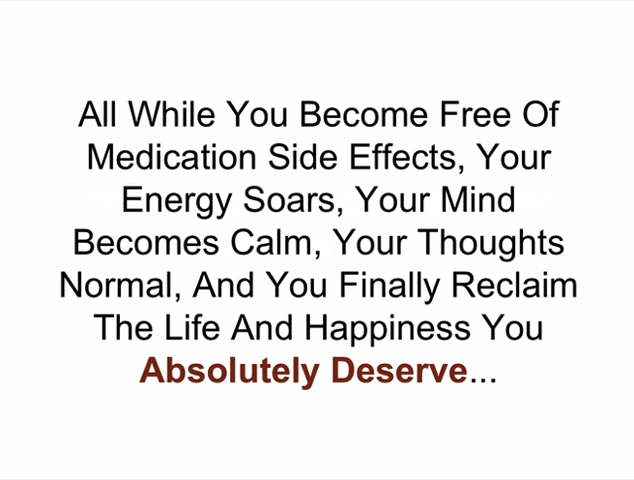 All While You Become Free Of
Medication Side Effects, Your
Energy Soars, Your Mind
Becomes Calm, Your Thoughts
Normal, And You Finally Reclaim
The Life And Happiness You
Absolutely Deserve...